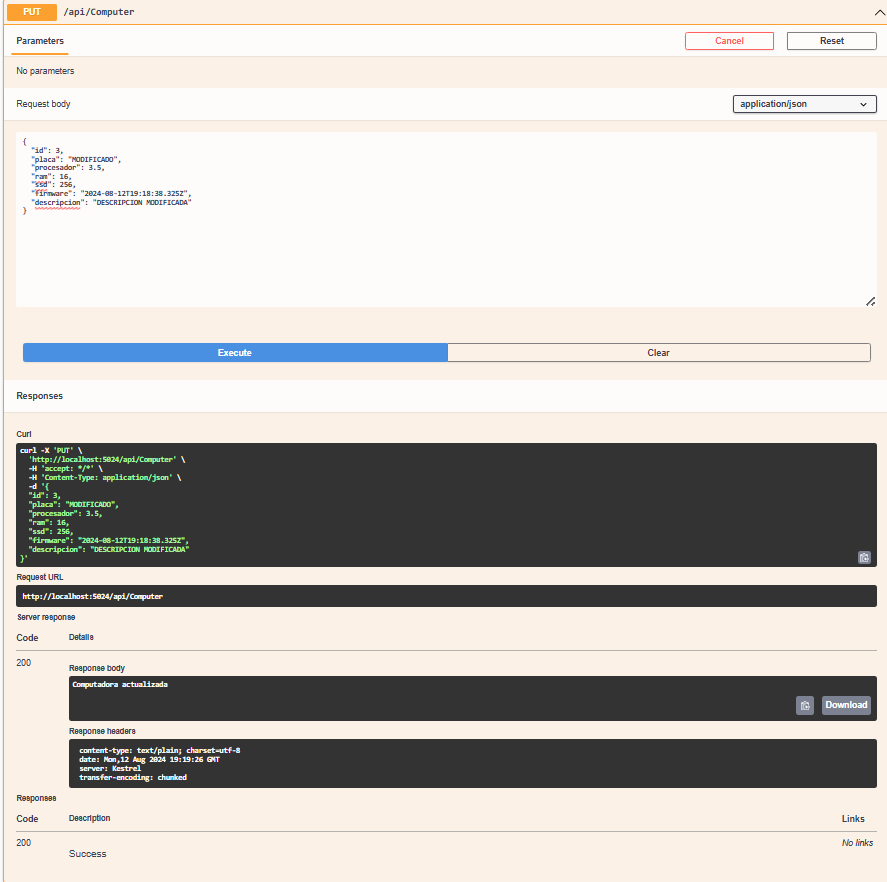 PUT /api/Computer
Parameters
Cancel
Reset
No parameters
Request body
application/json
{
  "id": 3,
  "placa": "MODIFICADO",
  "procesador": 3.5,
  "ram": 16,
  "ssd": 256,
  "firmware": "2024-08-12T19:18:38.325Z",
  "descripcion": "DESCRIPCION MODIFICADA"
}
Execute
Clear
Responses
Curl
curl -X 'PUT' \
  'http://localhost:5024/api/Computer' \
  -H 'accept: */*' \
  -H 'Content-Type: application/json' \
  -d '{
  "id": 3,
  "placa": "MODIFICADO",
  "procesador": 3.5,
  "ram": 16,
  "ssd": 256,
  "firmware": "2024-08-12T19:18:38.325Z",
  "descripcion": "DESCRIPCION MODIFICADA"
}'
Request URL
http://localhost:5024/api/Computer
Server response
Code Details
200
Response body
Computadora actualizada
Download
Response headers
content-type: text/plain; charset=utf-8
date: Mon,12 Aug 2024 19:19:26 GMT
server: Kestrel
transfer-encoding: chunked
Responses
Code Description Links
200 No links
Success